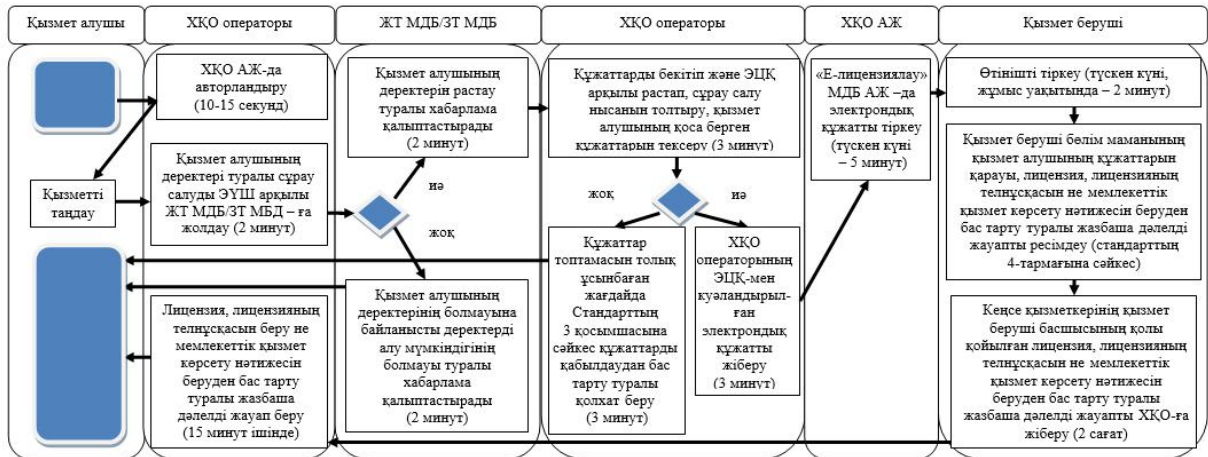 Қызмет алушы
ХҚО операторы
ЖТ МДБ/ЗТ МДБ
ХҚО операторы
ХҚО АЖ
Қызмет беруші
ХҚО АЖ-да
авторландыру
(10-15 секунд)
Қызметті
таңдау
Қызмет алушының
деректері туралы сұрау
салуды ЭҮШ арқылы
ЖТ МДБ/ЗТ МБД – ға
жолдау (2 минут)
Лицензия, лицензияның
телнұсқасын беру не
мемлекеттік қызмет
көрсету нәтижесін
беруден бас тарту
туралы жазбаша
дәлелді жауап беру
(15 минут ішінде)
Қызмет алушының
деректерін растау
туралы хабарлама
қалыптастырады
(2 минут)
иә
жоқ
Қызмет алушының
деректерінің болмауына
байланысты деректерді
алу мүмкіндігінің
болмауы туралы
хабарлама
қалыптастырады
(2 минут)
Құжаттарды бекітіп және ЭЦҚ
арқылы растап, сұрау салу
нысанын толтыру, қызмет
алушының қоса берген
құжаттарын тексеру (3 минут)
жоқ
иә
Құжаттар
топтамасын толық
ұсынбаған
жағдайда
Стандарттың
3 қосымшасына
сәйкес құжаттарды
қабылдаудан бас
тарту туралы
қолхат беру
(3 минут)
ХҚО
операторының
ЭЦҚ-мен
куәландырыл-
ған
электрондық
құжатты
жіберу
(3 минут)
«Е-лицензиялау»
МДБ АЖ –да
электрондық
құжатты тіркеу
(түскен күні
– 5 минут)
Өтінішті тіркеу (түскен күні,
жұмыс уақытында – 2 минут)
Қызмет беруші бөлім маманының
қызмет алушының құжаттарын
қарауы, лицензия, лицензияның
телнұсқасын не мемлекеттік
қызмет көрсету нәтижесін беруден
бас тарту туралы жазбаша дәлелді
жауапты ресімдеу (стандарттың
4-тармағына сәйкес)
Кеңсе қызметкерінің қызмет
беруші басшысының қолы
қойылған лицензия, лицензияның
телнұсқасын не мемлекеттік
қызмет көрсету нәтижесін
беруден бас тарту туралы
жазбаша дәлелді жауапты ХҚО-ға
жіберу (2 сағат)